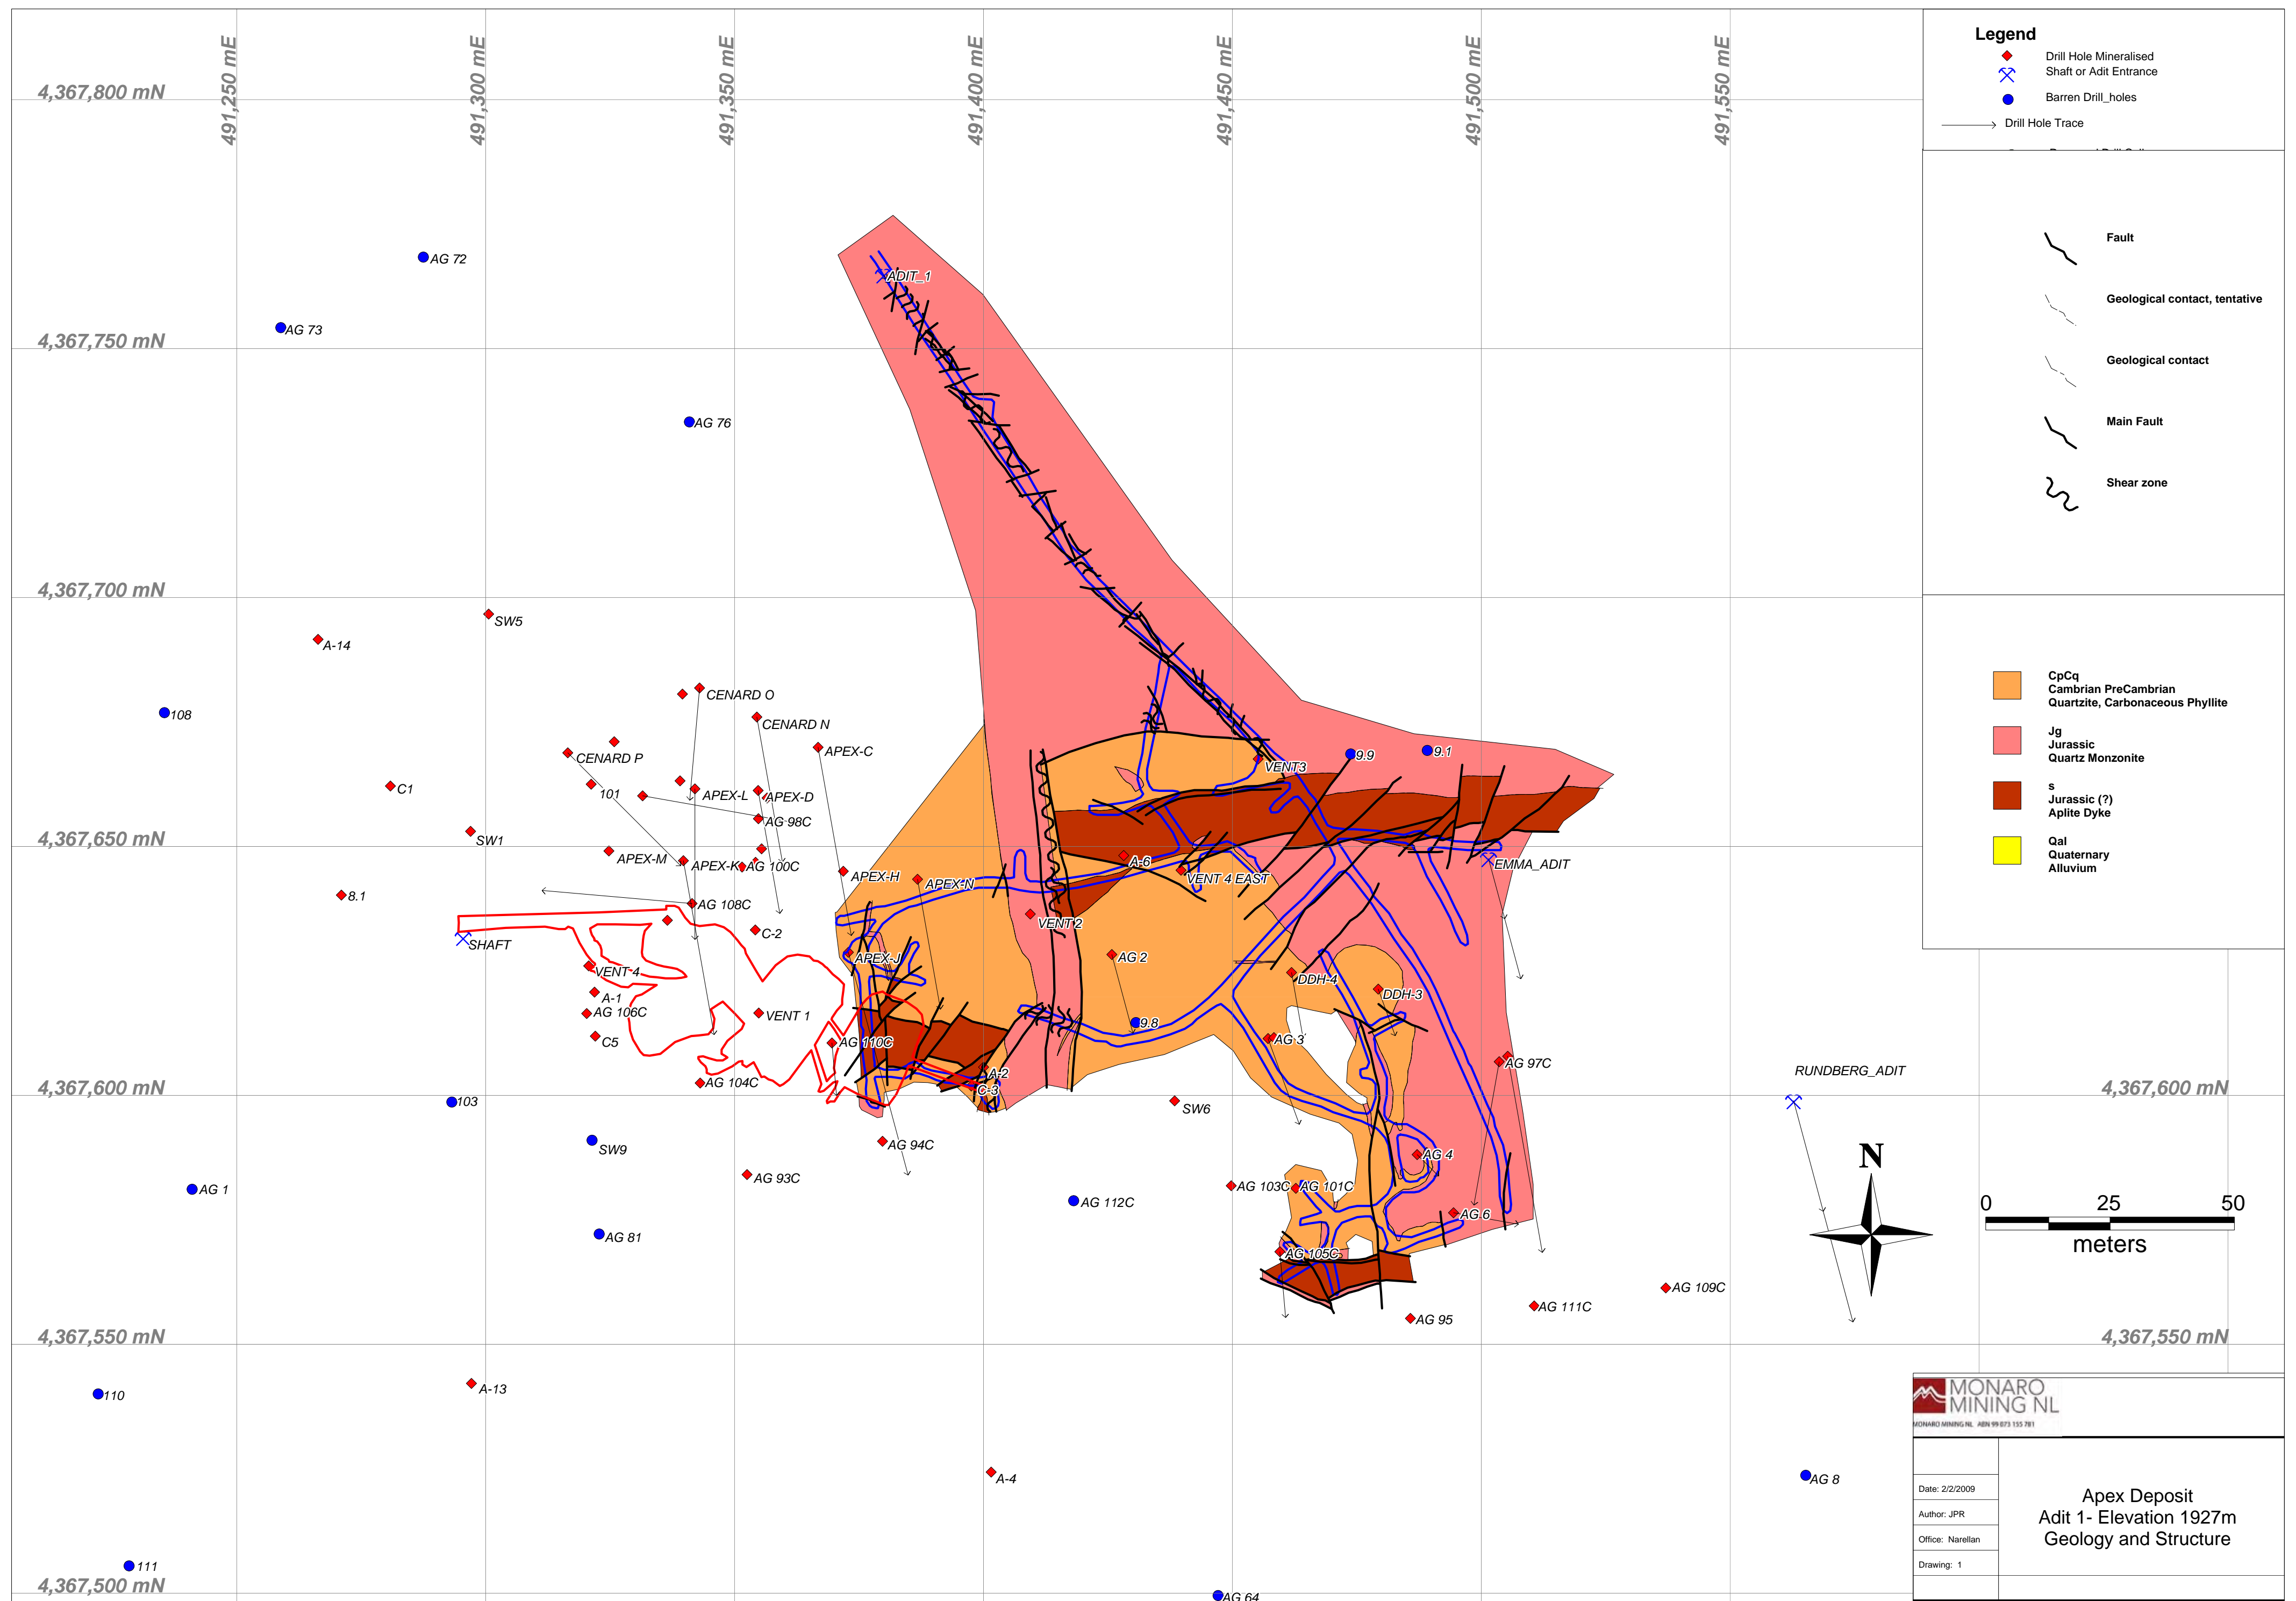 491,250 mE
491,300 mE
491,350 mE
491,400 mE
491,450 mE
491,500 mE
491,550 mE
4,367,800 mN
4,367,750 mN
4,367,700 mN
4,367,650 mN
4,367,600 mN
4,367,550 mN
4,367,500 mN
4,367,600 mN
4,367,550 mN
Legend
Drill Hole Mineralised
Shaft or Adit Entrance
Barren Drill_holes
Drill Hole Trace
Fault
Geological contact, tentative
Geological contact
Main Fault
Shear zone
CpCq
Cambrian PreCambrian
Quartzite, Carbonaceous Phyllite
Jg
Jurassic
Quartz Monzonite
s
Jurassic (?)
Aplite Dyke
Qal
Quaternary
Alluvium
AG 72
AG 73
ADIT_1
AG 76
SW5
A-14
108
CENARD O
CENARD N
APEX-C
CENARD P
101
C1
APEX-L
APEX-D
AG 98C
SW1
APEX-M
APEX-K
AG 100C
APEX-H
APEX-N
8.1
AG 108C
C-2
SHAFT
VENT 4
A-1
AG 106C
C5
VENT 1
APEX-J
AG 110C
AG 104C
A-2
C-3
VENT3
9.9
9.1
A-6
VENT 4 EAST
EMMA_ADIT
VENT 2
AG 2
9.8
DDH-4
DDH-3
AG 3
AG 97C
RUNDBERG_ADIT
103
SW9
SW6
AG 94C
AG 93C
AG 1
AG 81
AG 112C
AG 4
AG 103C
AG 101C
AG 6
AG 105C
AG 109C
AG 111C
AG 95
110
A-13
A-4
AG 8
111
AG 64
N
0 25 50
meters
MONARO
MINING NL
MONARO MINING NL ABN 99 073 155 781
Date: 2/2/2009
Author: JPR
Office: Narellan
Drawing: 1
Apex Deposit
Adit 1- Elevation 1927m
Geology and Structure